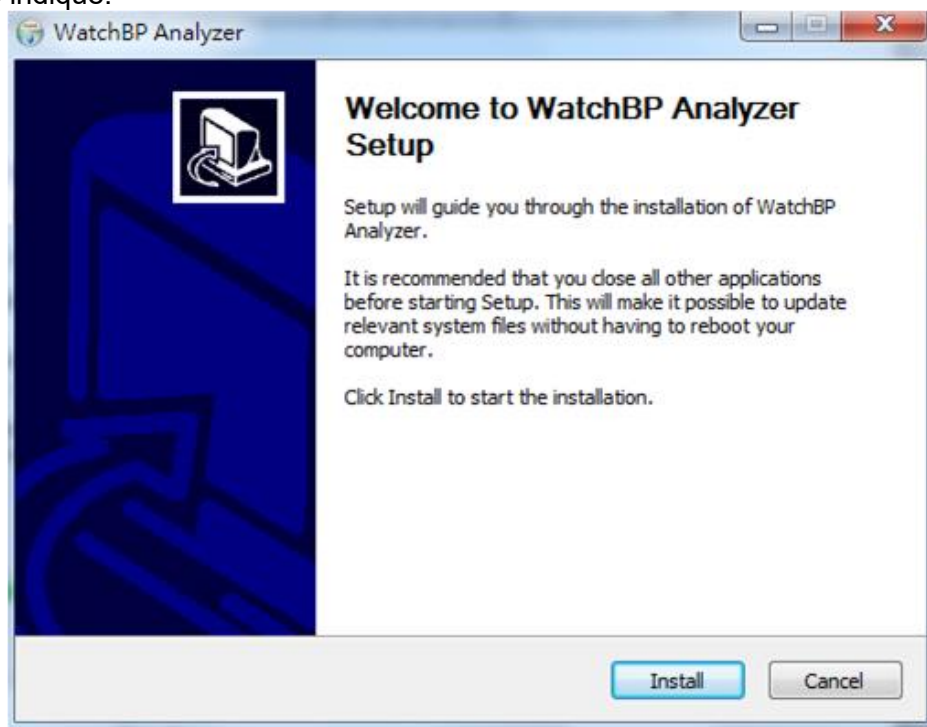 WatchBP Analyzer
Welcome to WatchBP Analyzer
Setup
Setup will guide you through the installation of WatchBP
Analyzer.
It is recommended that you close all other applications
before starting Setup. This will make it possible to update
relevant system files without having to reboot your
computer.
Click Install to start the installation.
Install
Cancel